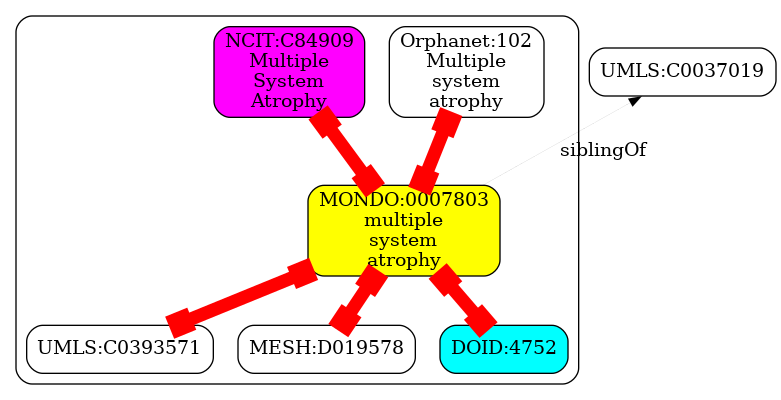 NCIT:C84909
Multiple
System
Atrophy
Orphanet:102
Multiple
system
atrophy
UMLS:C0037019
siblingOf
MONDO:0007803
multiple
system
atrophy
UMLS:C0393571
MESH:D019578
DOID:4752